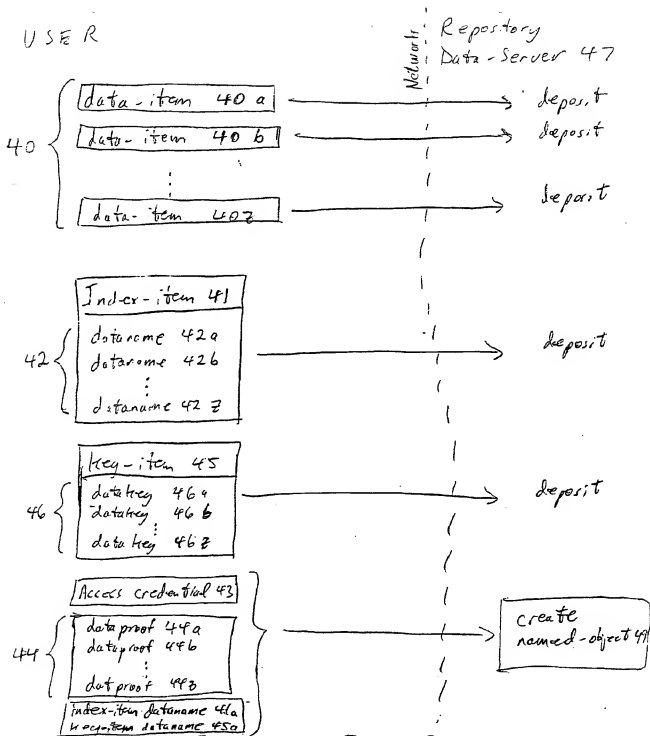 USER
Repository
Data-Server 47
Network
40
data-item 40a
deposit
data-item 40b
deposit
data-item 40z
deposit
Index-item 41
42
dataname 42a
dataname 42b
dataname 42z
deposit
key-item 45
46
datakey 46a
datakey 46b
datakey 46z
deposit
Access credential 43
44
dataproof 44a
dataproof 44b
datproof 44z
index-item dataname 41a
key-item dataname 45a
create
named-object 49